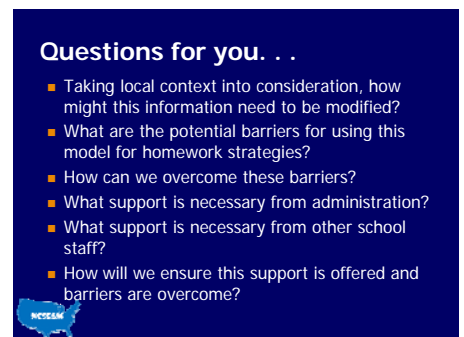 Questions for you. . .
Taking local context into consideration, how
might this information need to be modified?
What are the potential barriers for using this
model for homework strategies?
How can we overcome these barriers?
What support is necessary from administration?
What support is necessary from other school
staff?
How will we ensure this support is offered and
barriers are overcome?
NCSEAM